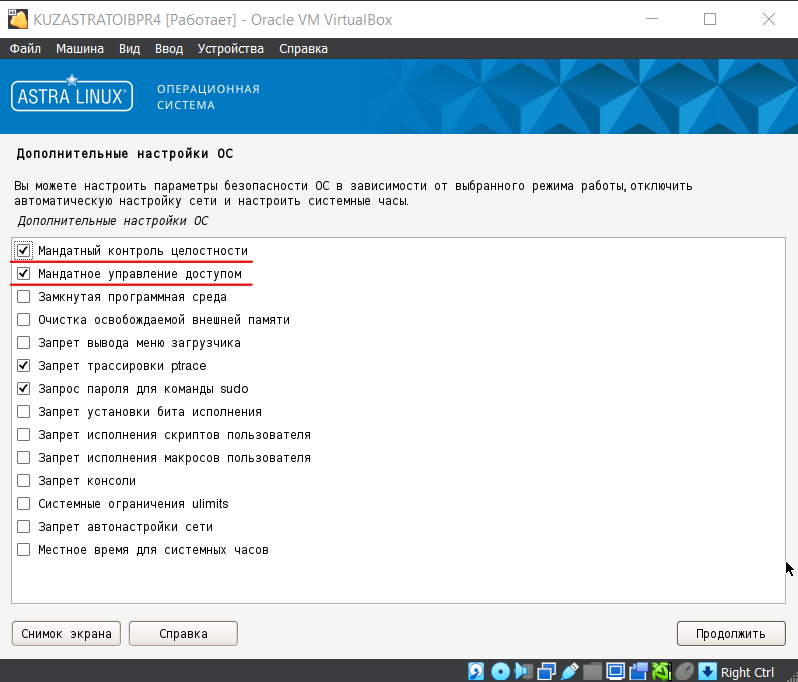 KUZASTRATOIBPR4 [Работает] - Oracle VM VirtualBox
Файл Машина Вид Ввод Устройства Справка
ASTRA LINUX®
ОПЕРАЦИОННАЯ
СИСТЕМА
Дополнительные настройки ОС
Вы можете настроить параметры безопасности ОС в зависимости от выбранного режима работы, отключить
автоматическую настройку сети и настроить системные часы.
Дополнительные настройки ОС
Мандатный контроль целостности
Мандатное управление доступом
Замкнутая программная среда
Очистка освобождаемой внешней памяти
Запрет вывода меню загрузчика
Запрет трассировки ptrace
Запрос пароля для команды sudo
Запрет установки бита исполнения
Запрет исполнения скриптов пользователя
Запрет исполнения макросов пользователя
Запрет консоли
Системные ограничения ulimits
Запрет автонастройки сети
Местное время для системных часов
Снимок экрана Справка Продолжить
Right Ctrl